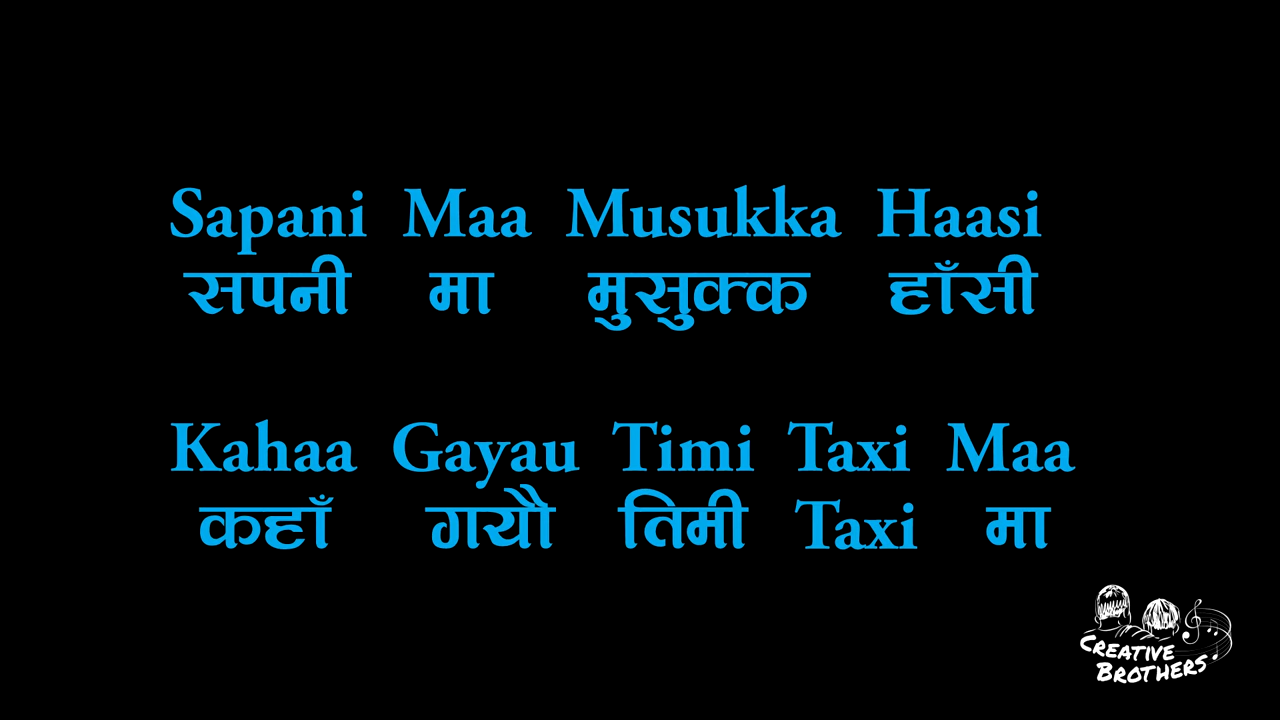 Sapani Maa Musukka Haasi
सपनी मा मुसुक्क हाँसी
Kahaa Gayau Timi Taxi Maa
कहाँ गयौ तिमी Taxi मा
CREATIVE
BROTHERS